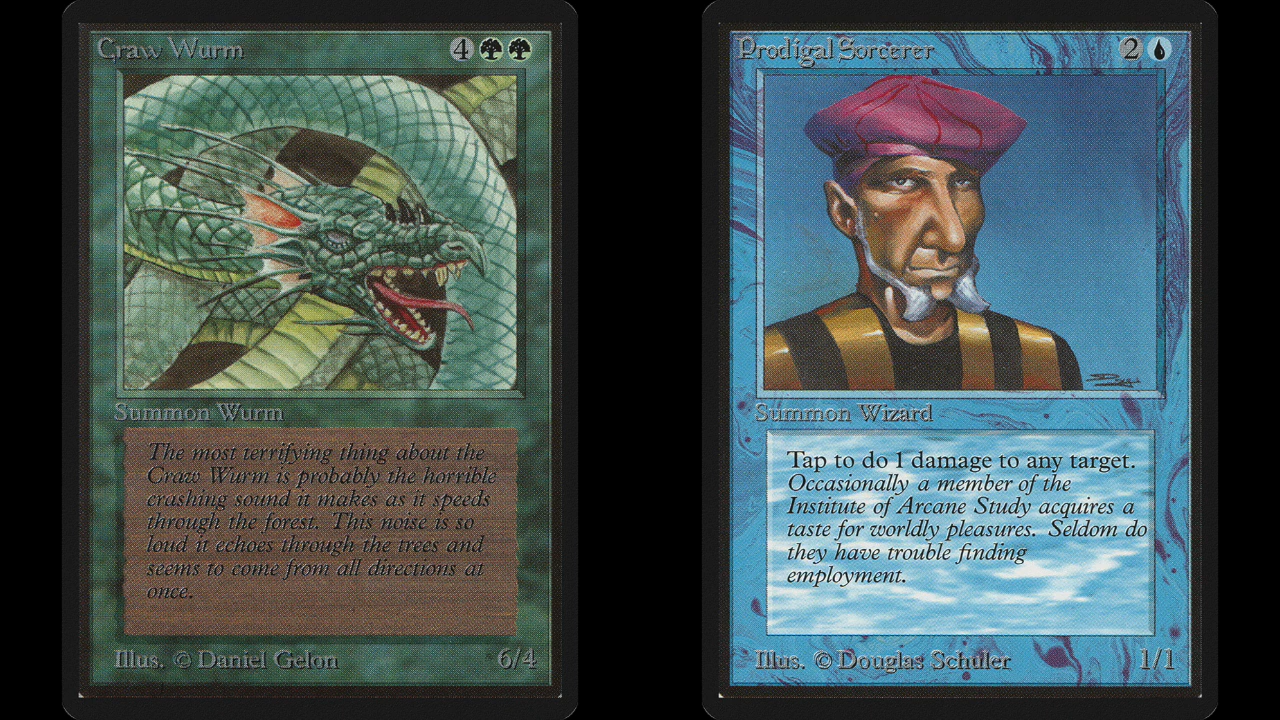 Craw Wurm
4
Summon Wurm
The most terrifying thing about the
Craw Wurm is probably the horrible
crashing sound it makes as it speeds
through the forest. This noise is so
loud it echoes through the trees and
seems to come from all directions at
once.
Illus. © Daniel Gelon
6/4
Prodigal Sorcerer
2
Summon Wizard
Tap to do 1 damage to any target.
Occasionally a member of the
Institute of Arcane Study acquires a
taste for worldly pleasures. Seldom do
they have trouble finding
employment.
Illus. © Douglas Schuler
1/1